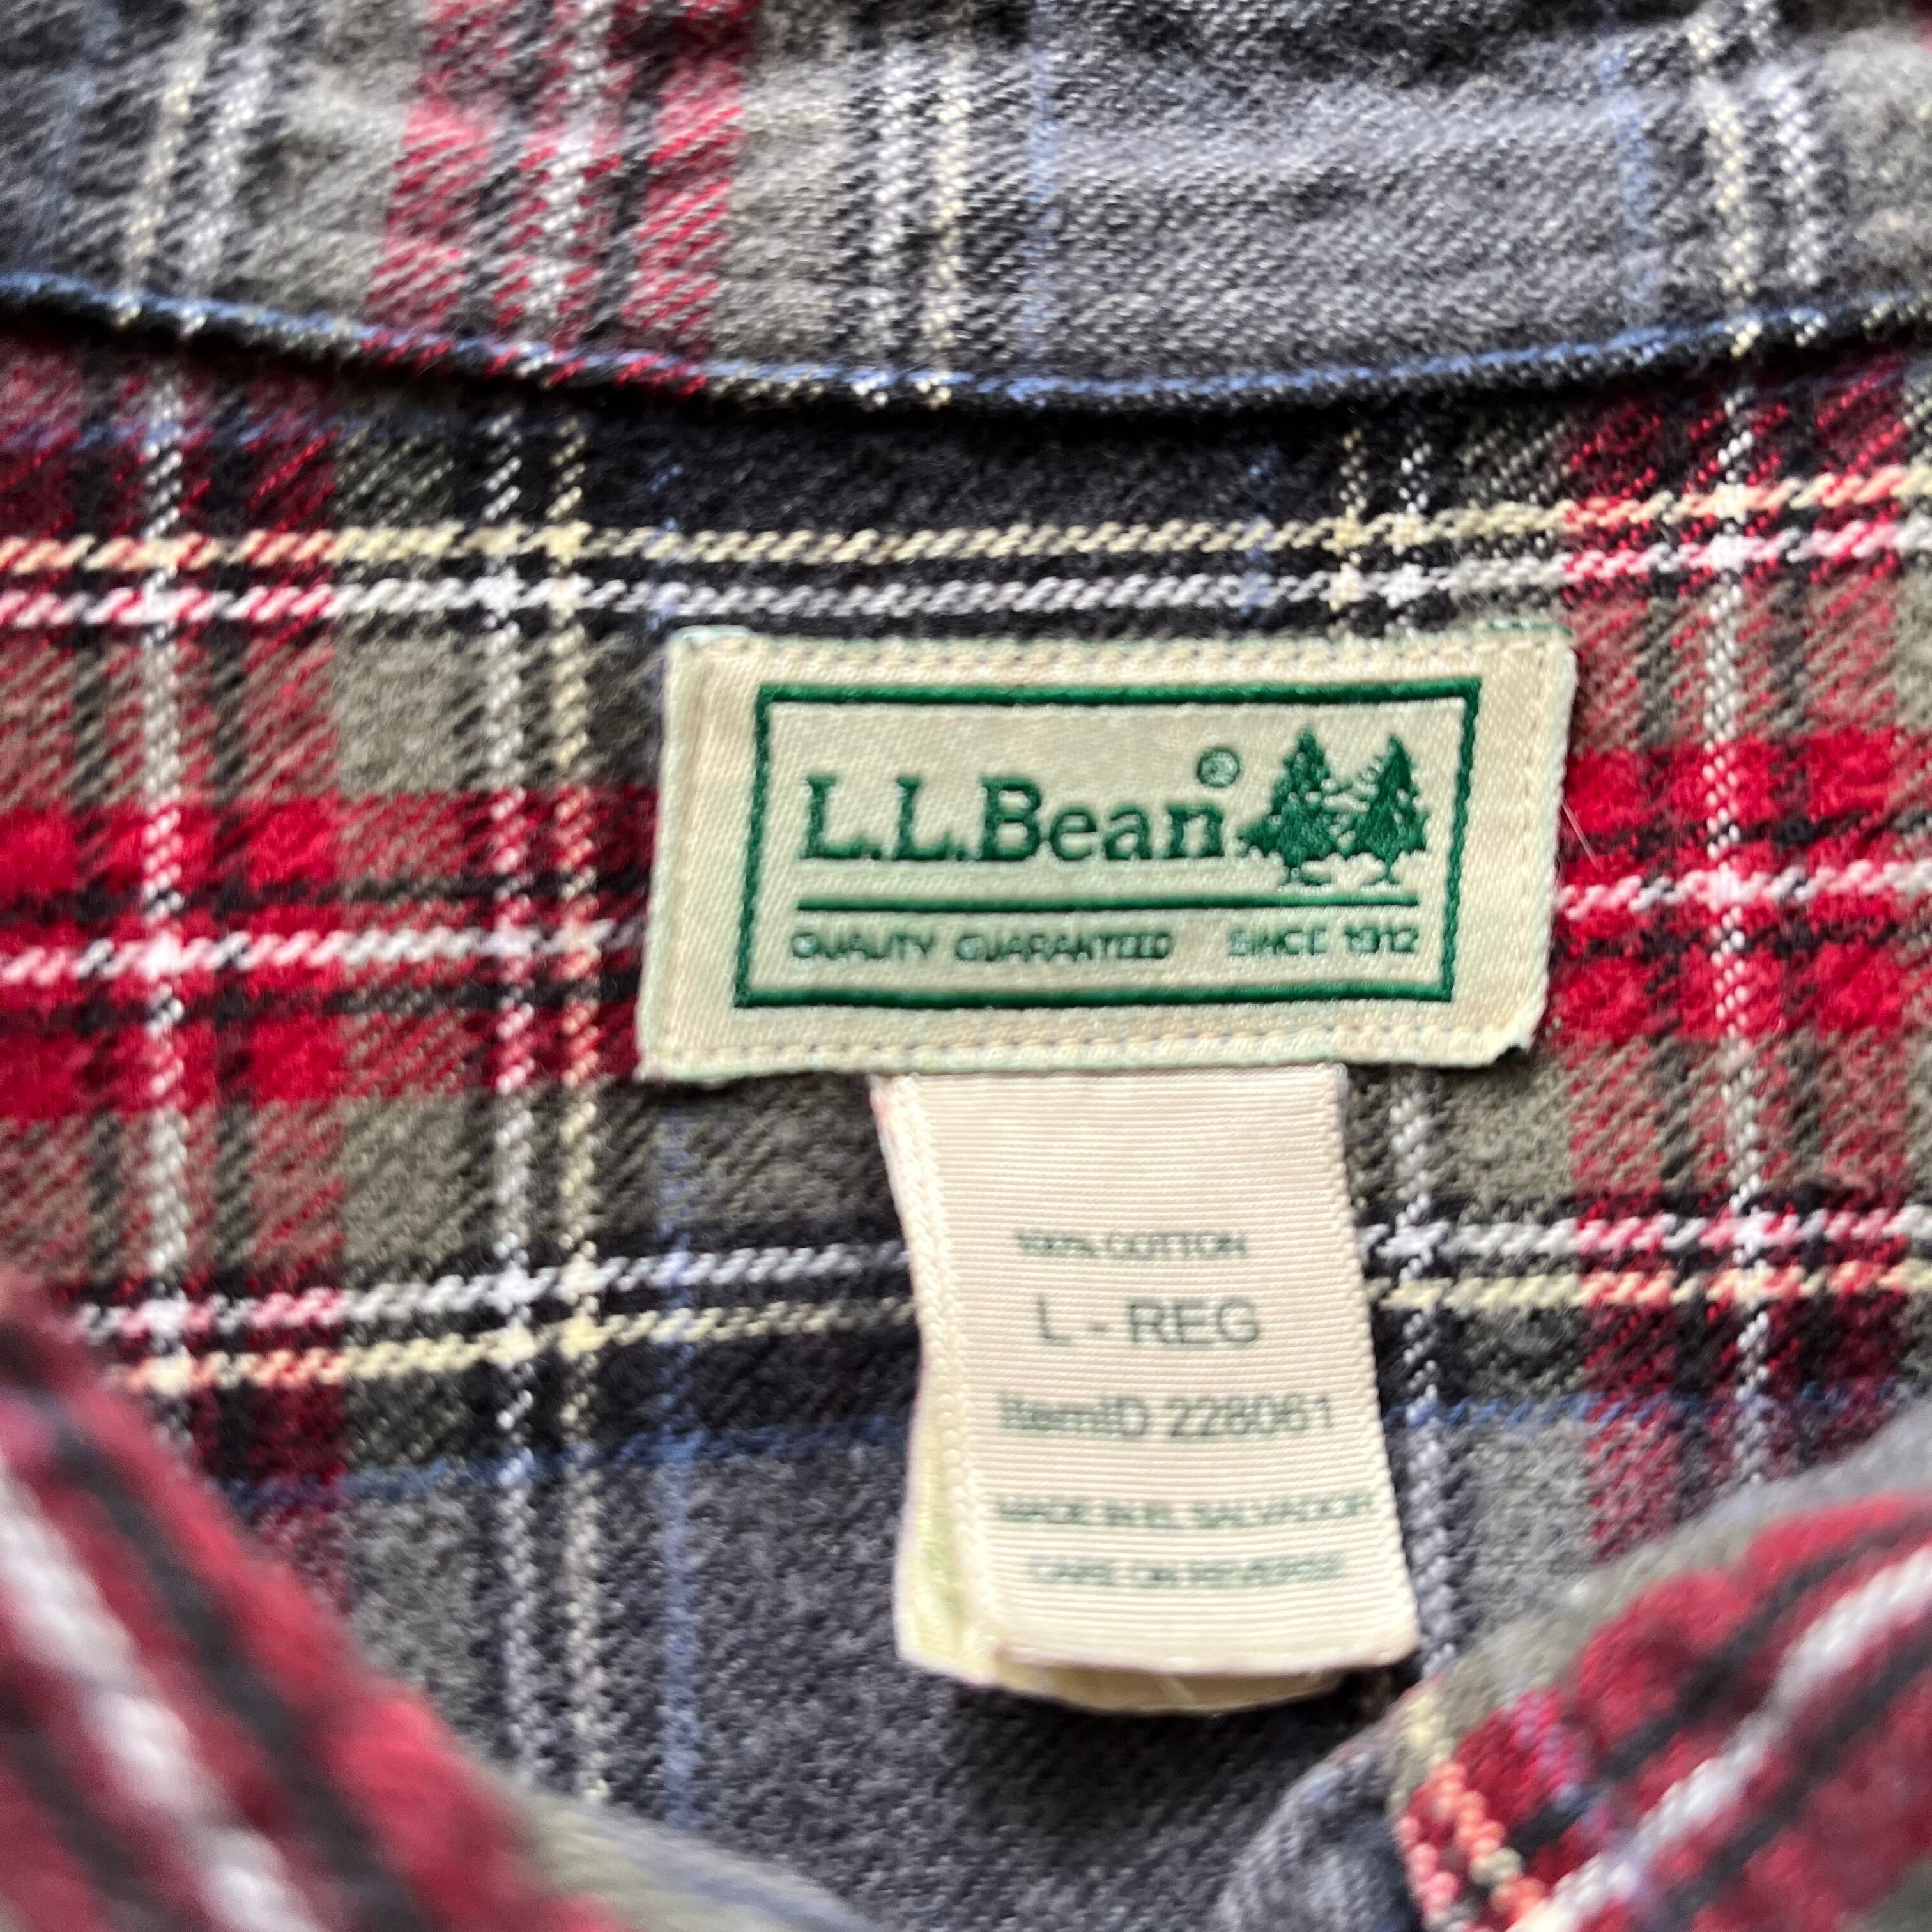 L.L.Bean®
QUALITY GUARANTEED SINCE 1912
100% COTTON
L - REG
ItemID 228061
MADE IN EL SALVADOR
CARE ON REVERSE